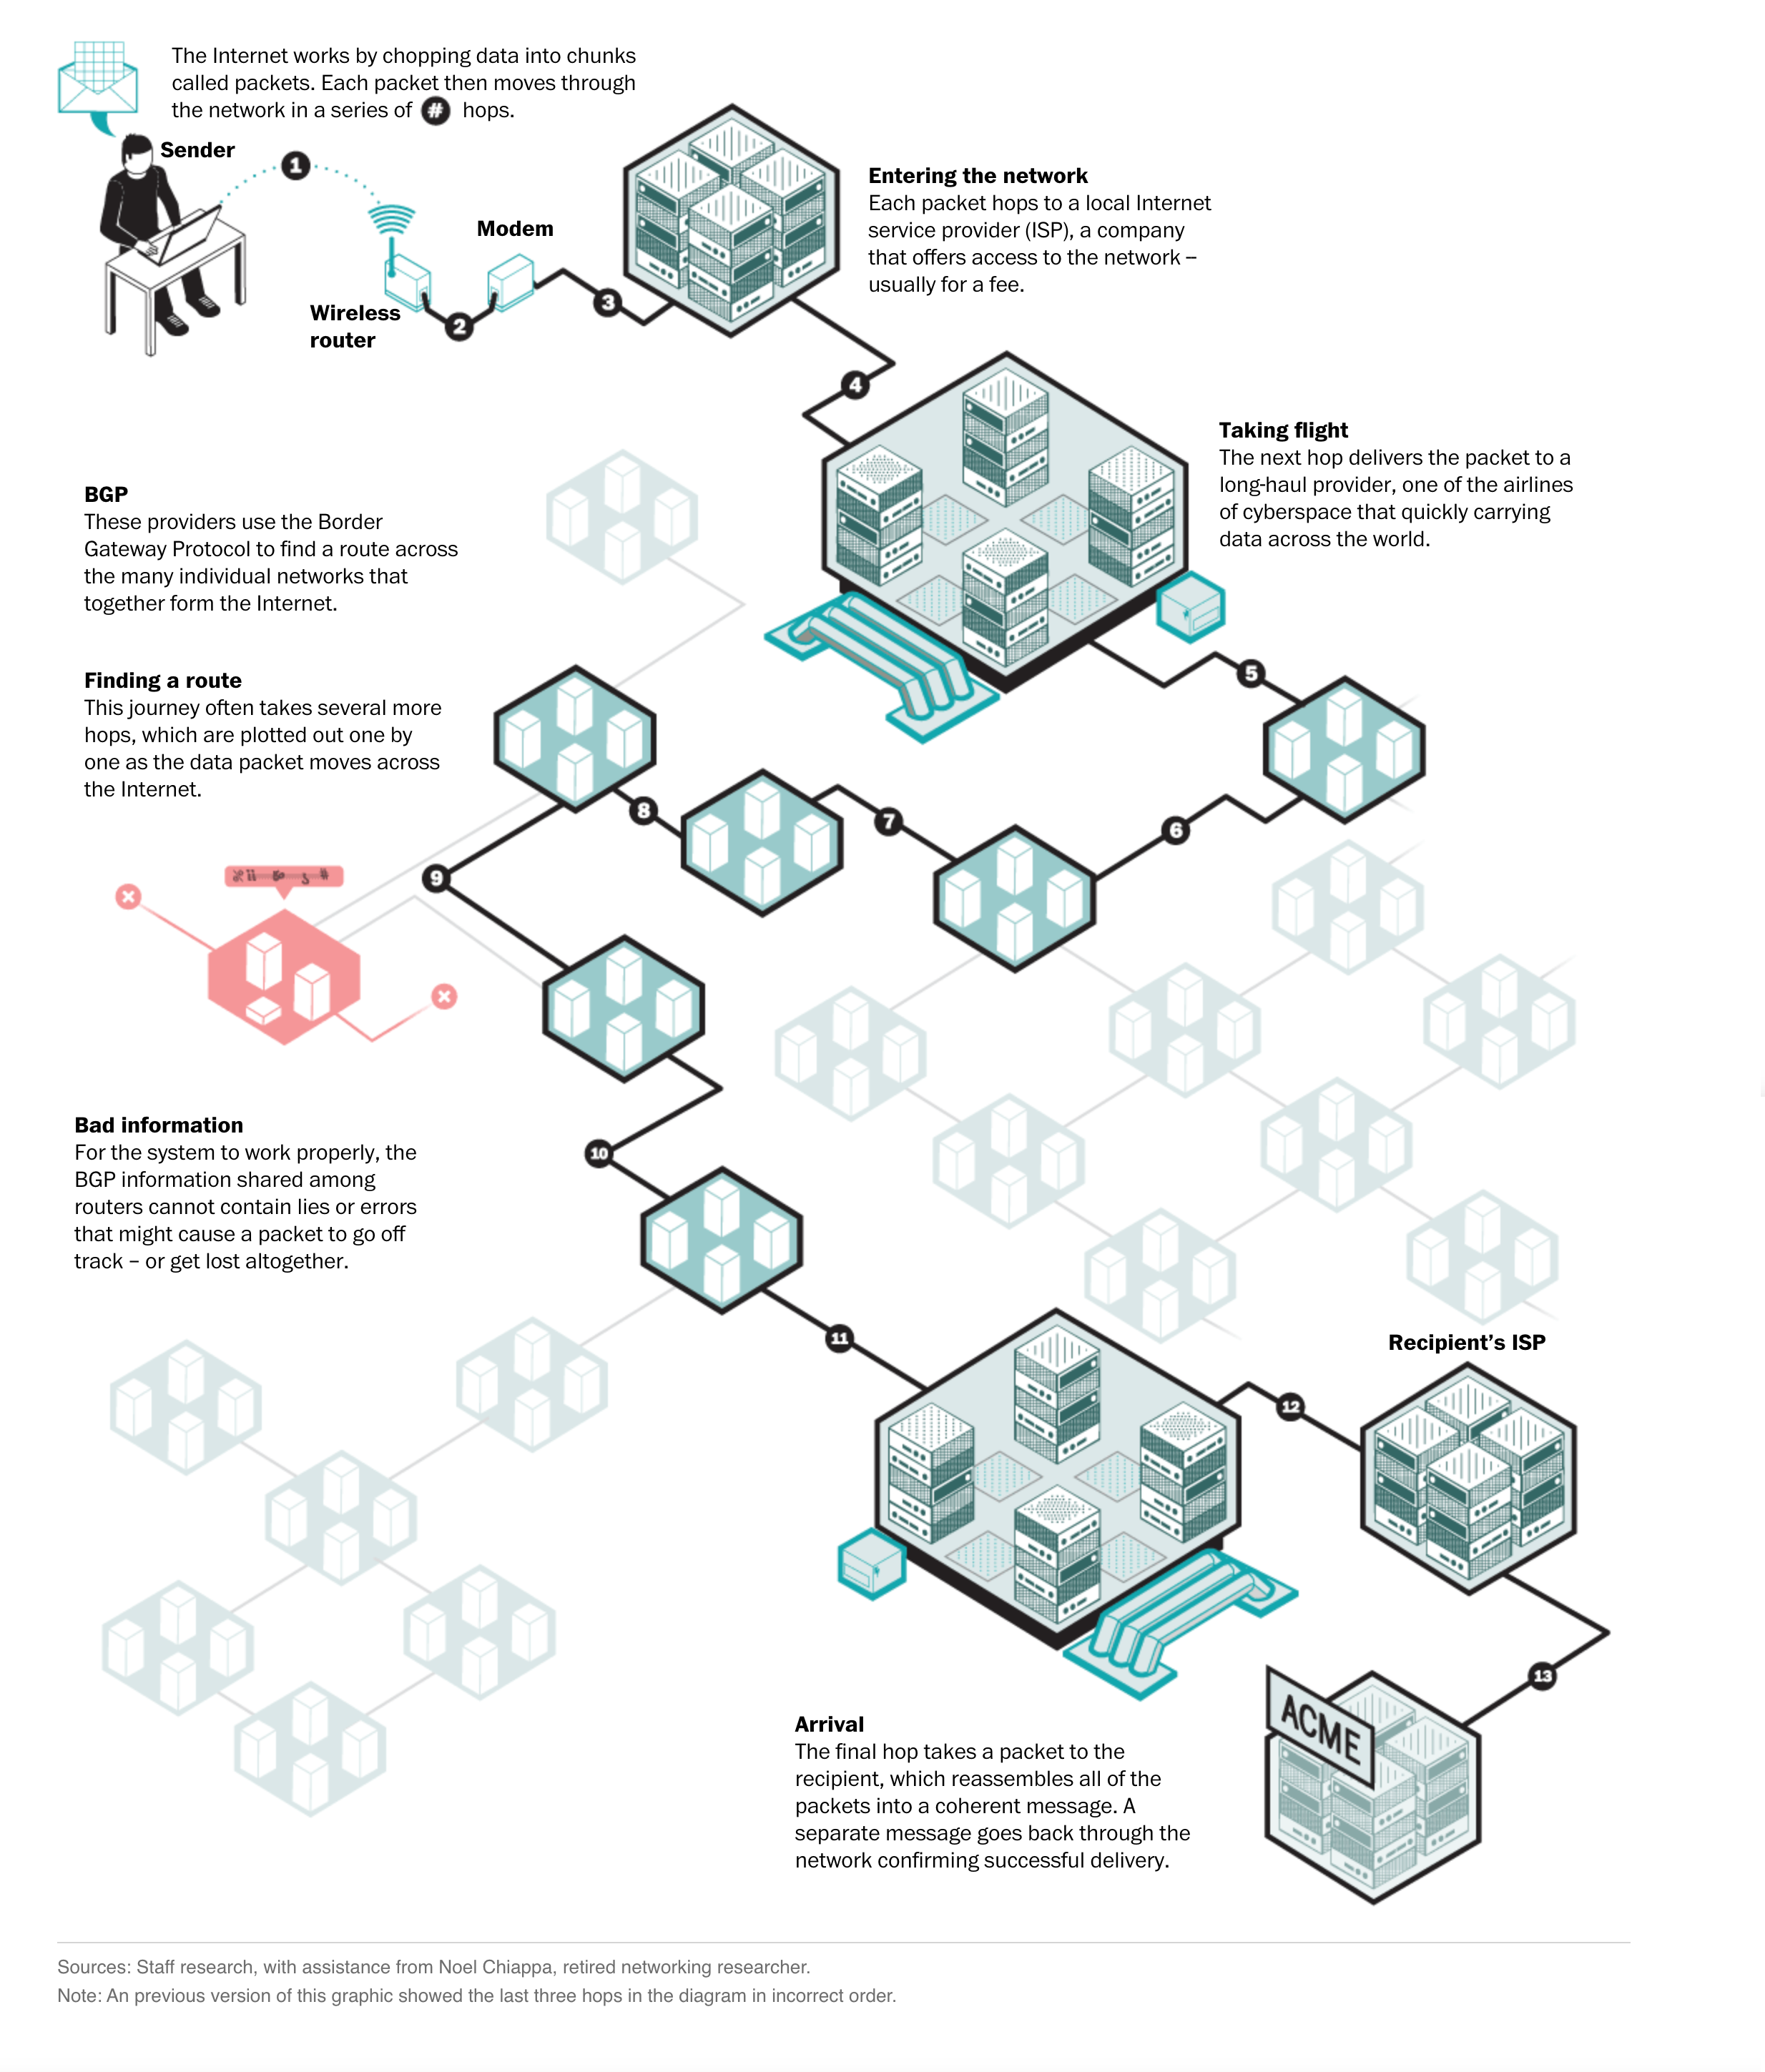 The Internet works by chopping data into chunks
called packets. Each packet then moves through
the network in a series of # hops.
Sender
1
Modem
Wireless
router
2
3
Entering the network
Each packet hops to a local Internet
service provider (ISP), a company
that offers access to the network –
usually for a fee.
4
Taking flight
The next hop delivers the packet to a
long-haul provider, one of the airlines
of cyberspace that quickly carrying
data across the world.
BGP
These providers use the Border
Gateway Protocol to find a route across
the many individual networks that
together form the Internet.
5
Finding a route
This journey often takes several more
hops, which are plotted out one by
one as the data packet moves across
the Internet.
8
7
6
9
Bad information
For the system to work properly, the
BGP information shared among
routers cannot contain lies or errors
that might cause a packet to go off
track – or get lost altogether.
10
11
Recipient’s ISP
12
13
ACME
Arrival
The final hop takes a packet to the
recipient, which reassembles all of the
packets into a coherent message. A
separate message goes back through the
network confirming successful delivery.
Sources: Staff research, with assistance from Noel Chiappa, retired networking researcher.
Note: An previous version of this graphic showed the last three hops in the diagram in incorrect order.